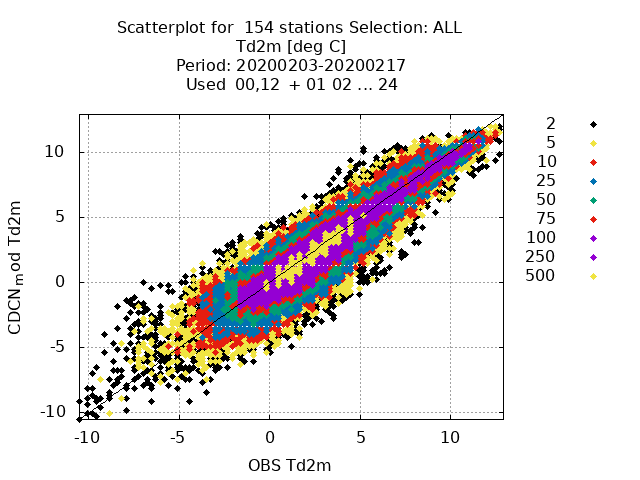 Scatterplot for  154 stations Selection: ALL
Td2m [deg C]
Period: 20200203-20200217
Used  00,12  + 01 02 ... 24
2
5
10
25
50
75
100
250
500
10
5
0
-5
-10
CDCNmod Td2m
-10 -5 0 5 10
OBS Td2m